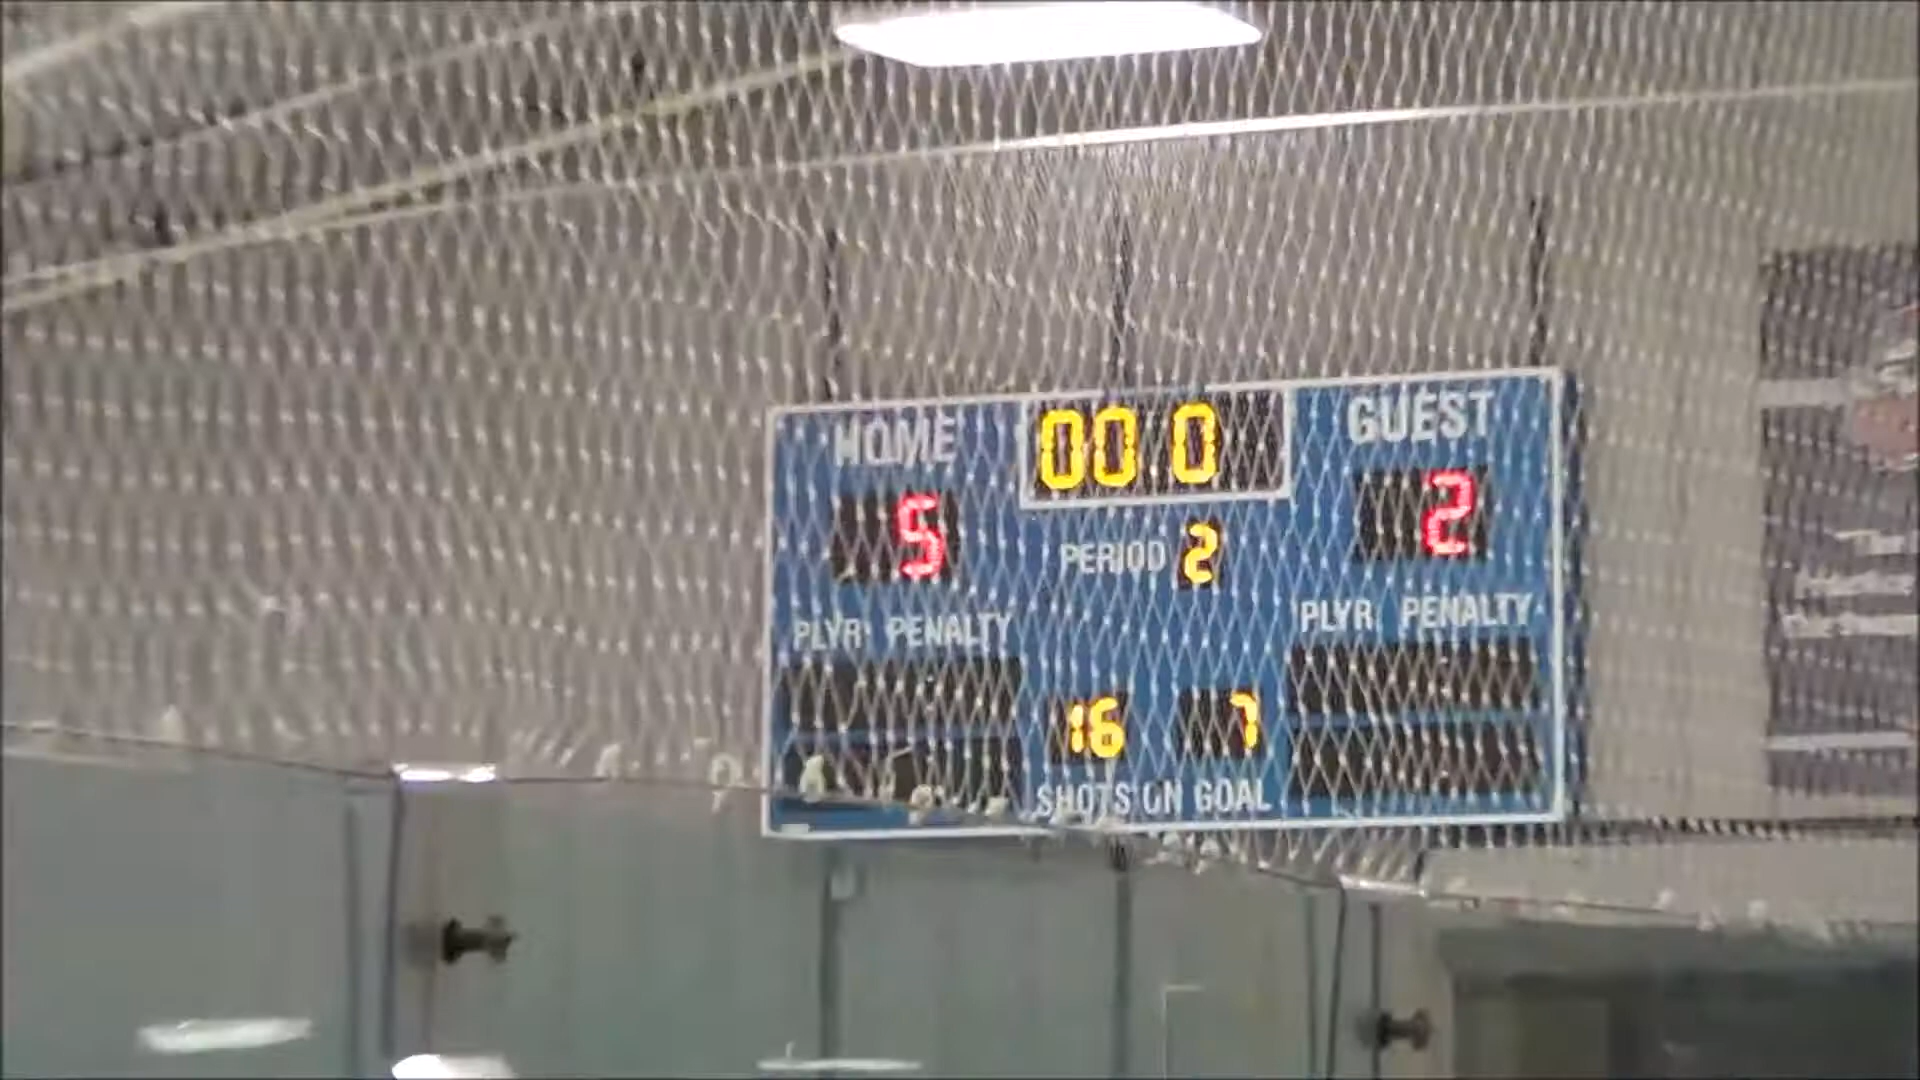 HOME 00 0 GUEST
5 2
PERIOD 2
PLYR PENALTY PLYR PENALTY
16 7
SHOTS ON GOAL